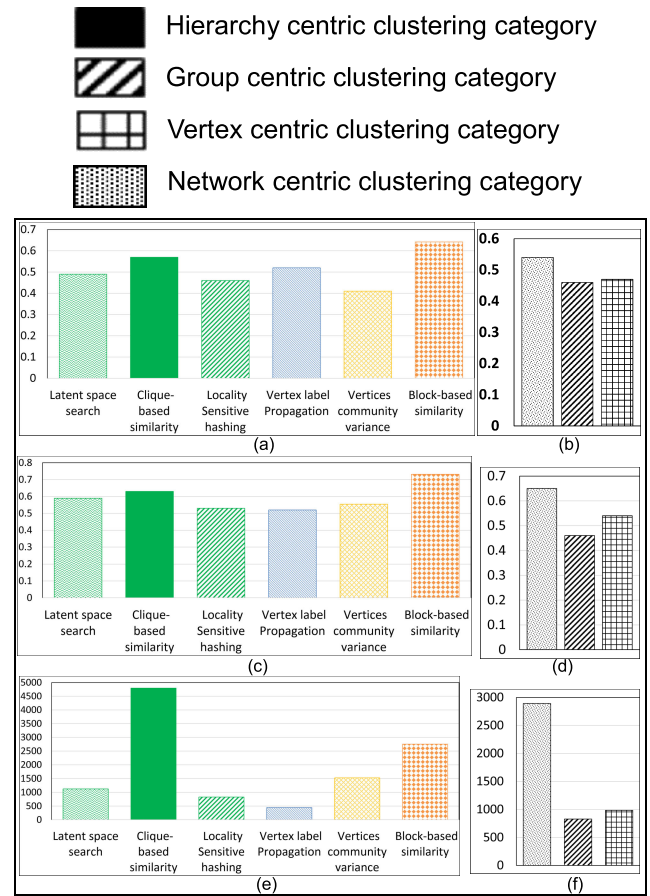 Hierarchy centric clustering category
Group centric clustering category
Vertex centric clustering category
Network centric clustering category
0.7
0.6
0.5
0.4
0.3
0.2
0.1
0
Latent space search
Clique-based similarity
Locality Sensitive hashing
Vertex label Propagation
Vertices community variance
Block-based similarity
(a)
0.6
0.5
0.4
0.3
0.2
0.1
0
(b)
0.8
0.7
0.6
0.5
0.4
0.3
0.2
0.1
0
Latent space search
Clique-based similarity
Locality Sensitive hashing
Vertex label Propagation
Vertices community variance
Block-based similarity
(c)
0.7
0.6
0.5
0.4
0.3
0.2
0.1
0
(d)
5000
4500
4000
3500
3000
2500
2000
1500
1000
500
0
Latent space search
Clique-based similarity
Locality Sensitive hashing
Vertex label Propagation
Vertices community variance
Block-based similarity
(e)
3000
2500
2000
1500
1000
500
0
(f)